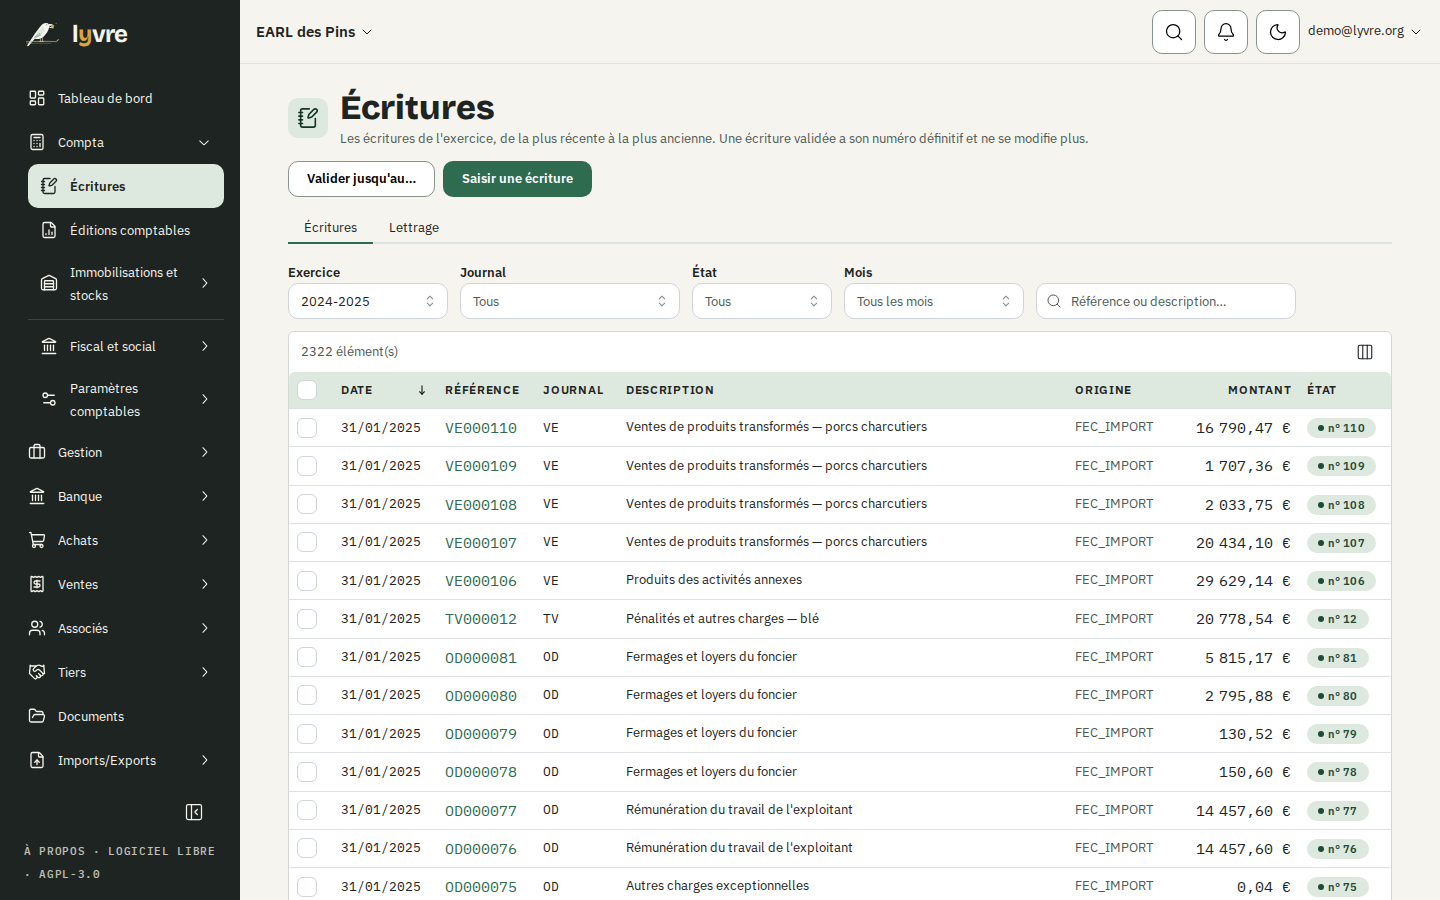 lyvre
EARL des Pins
demo@lyvre.org
Tableau de bord
Compta
Écritures
Éditions comptables
Immobilisations et
stocks
Fiscal et social
Paramètres
comptables
Gestion
Banque
Achats
Ventes
Associés
Tiers
Documents
Imports/Exports
À PROPOS · LOGICIEL LIBRE
· AGPL-3.0
Écritures
Les écritures de l'exercice, de la plus récente à la plus ancienne. Une écriture validée a son numéro définitif et ne se modifie plus.
Valider jusqu'au... Saisir une écriture
Écritures Lettrage
Exercice Journal État Mois
2024-2025 Tous Tous Tous les mois Référence ou description...
2322 élément(s)
DATE ↓ RÉFÉRENCE JOURNAL DESCRIPTION ORIGINE MONTANT ÉTAT
31/01/2025 VE000110 VE Ventes de produits transformés — porcs charcutiers FEC_IMPORT 16 790,47 € n° 110
31/01/2025 VE000109 VE Ventes de produits transformés — porcs charcutiers FEC_IMPORT 1 707,36 € n° 109
31/01/2025 VE000108 VE Ventes de produits transformés — porcs charcutiers FEC_IMPORT 2 033,75 € n° 108
31/01/2025 VE000107 VE Ventes de produits transformés — porcs charcutiers FEC_IMPORT 20 434,10 € n° 107
31/01/2025 VE000106 VE Produits des activités annexes FEC_IMPORT 29 629,14 € n° 106
31/01/2025 TV000012 TV Pénalités et autres charges — blé FEC_IMPORT 20 778,54 € n° 12
31/01/2025 OD000081 OD Fermages et loyers du foncier FEC_IMPORT 5 815,17 € n° 81
31/01/2025 OD000080 OD Fermages et loyers du foncier FEC_IMPORT 2 795,88 € n° 80
31/01/2025 OD000079 OD Fermages et loyers du foncier FEC_IMPORT 130,52 € n° 79
31/01/2025 OD000078 OD Fermages et loyers du foncier FEC_IMPORT 150,60 € n° 78
31/01/2025 OD000077 OD Rémunération du travail de l'exploitant FEC_IMPORT 14 457,60 € n° 77
31/01/2025 OD000076 OD Rémunération du travail de l'exploitant FEC_IMPORT 14 457,60 € n° 76
31/01/2025 OD000075 OD Autres charges exceptionnelles FEC_IMPORT 0,04 € n° 75